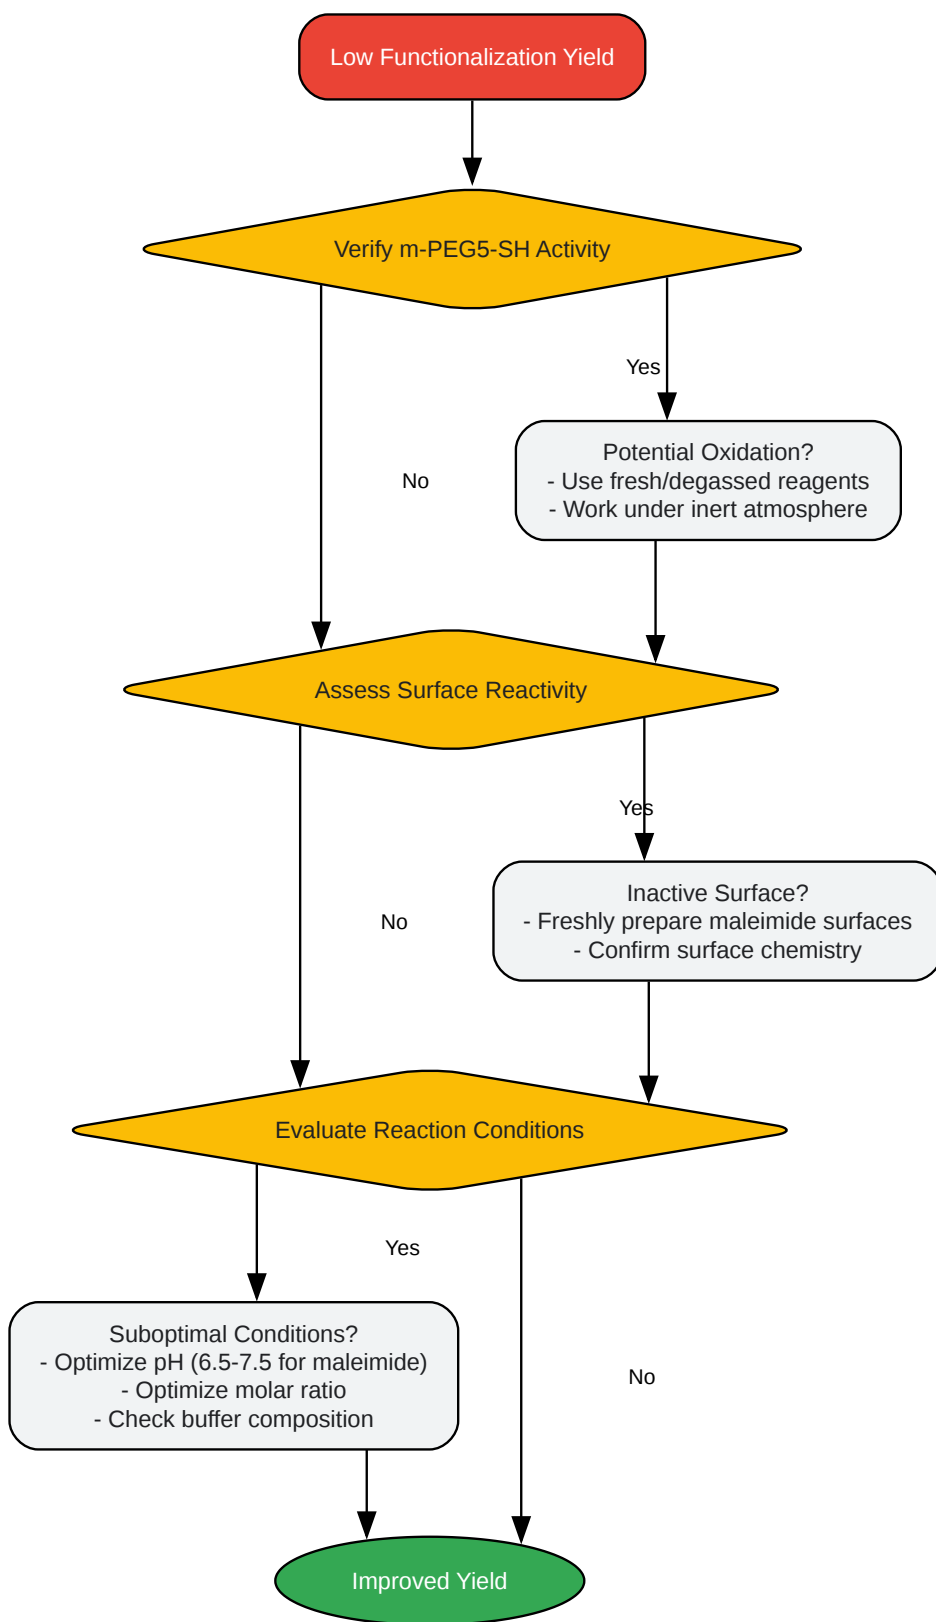 Low Functionalization Yield
Verify m-PEG5-SH Activity
Yes
Potential Oxidation?
- Use fresh/degassed reagents
- Work under inert atmosphere
No
Assess Surface Reactivity
Yes
Inactive Surface?
- Freshly prepare maleimide surfaces
- Confirm surface chemistry
No
Evaluate Reaction Conditions
Yes
Suboptimal Conditions?
- Optimize pH (6.5-7.5 for maleimide)
- Optimize molar ratio
- Check buffer composition
No
Improved Yield